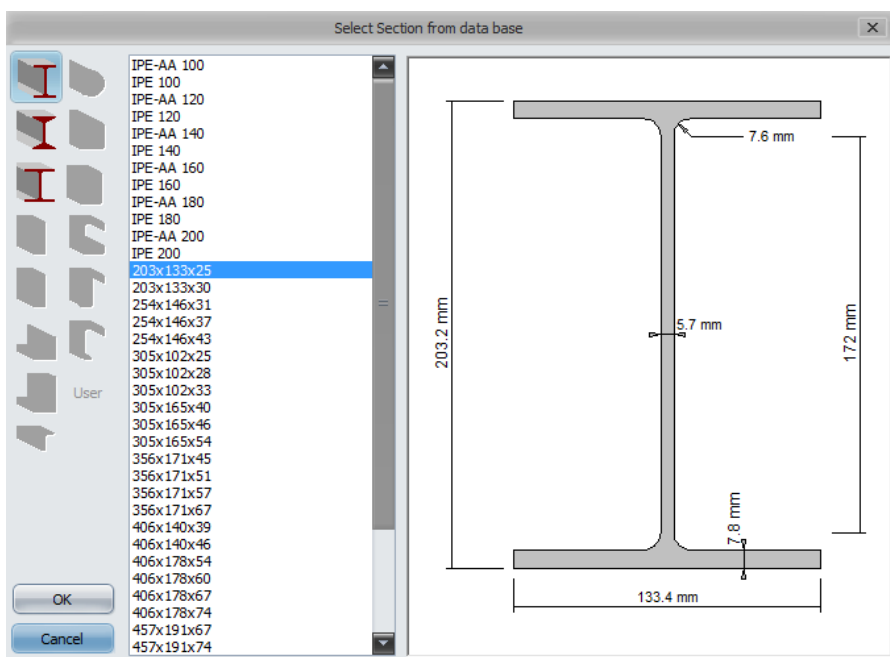 Select Section from data base
IPE-AA 100
IPE 100
IPE-AA 120
IPE 120
IPE-AA 140
IPE 140
IPE-AA 160
IPE 160
IPE-AA 180
IPE 180
IPE-AA 200
IPE 200
203x133x25
203x133x30
254x146x31
254x146x37
254x146x43
305x102x25
305x102x28
305x102x33
305x165x40
305x165x46
305x165x54
356x171x45
356x171x51
356x171x57
356x171x67
406x140x39
406x140x46
406x178x54
406x178x60
406x178x67
406x178x74
457x191x67
457x191x74
User
OK
Cancel
7.6 mm
203.2 mm
5.7 mm
172 mm
7.8 mm
133.4 mm